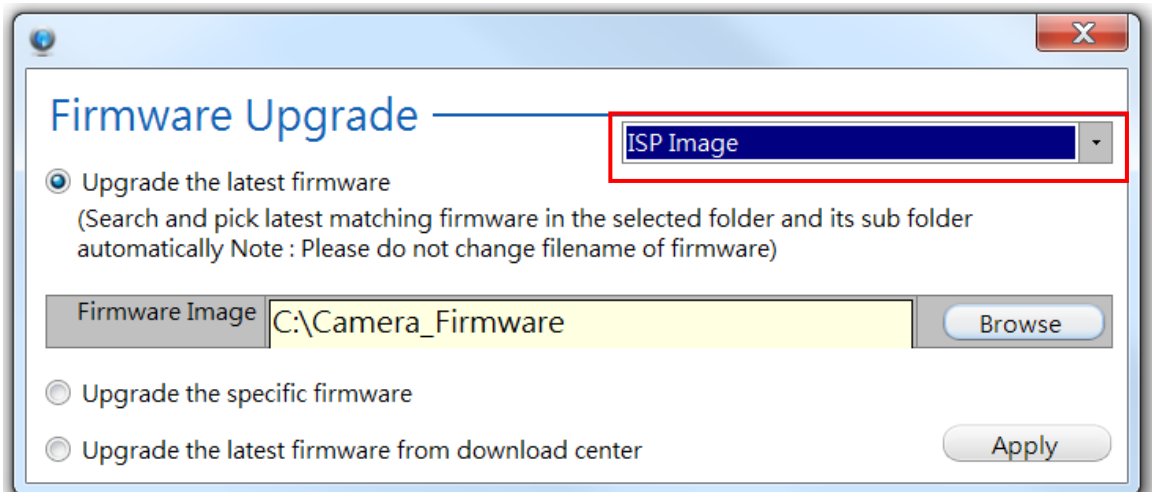 Firmware Upgrade
ISP Image
Upgrade the latest firmware
(Search and pick latest matching firmware in the selected folder and its sub folder
automatically Note : Please do not change filename of firmware)
Firmware Image C:\Camera_Firmware Browse
Upgrade the specific firmware
Upgrade the latest firmware from download center
Apply